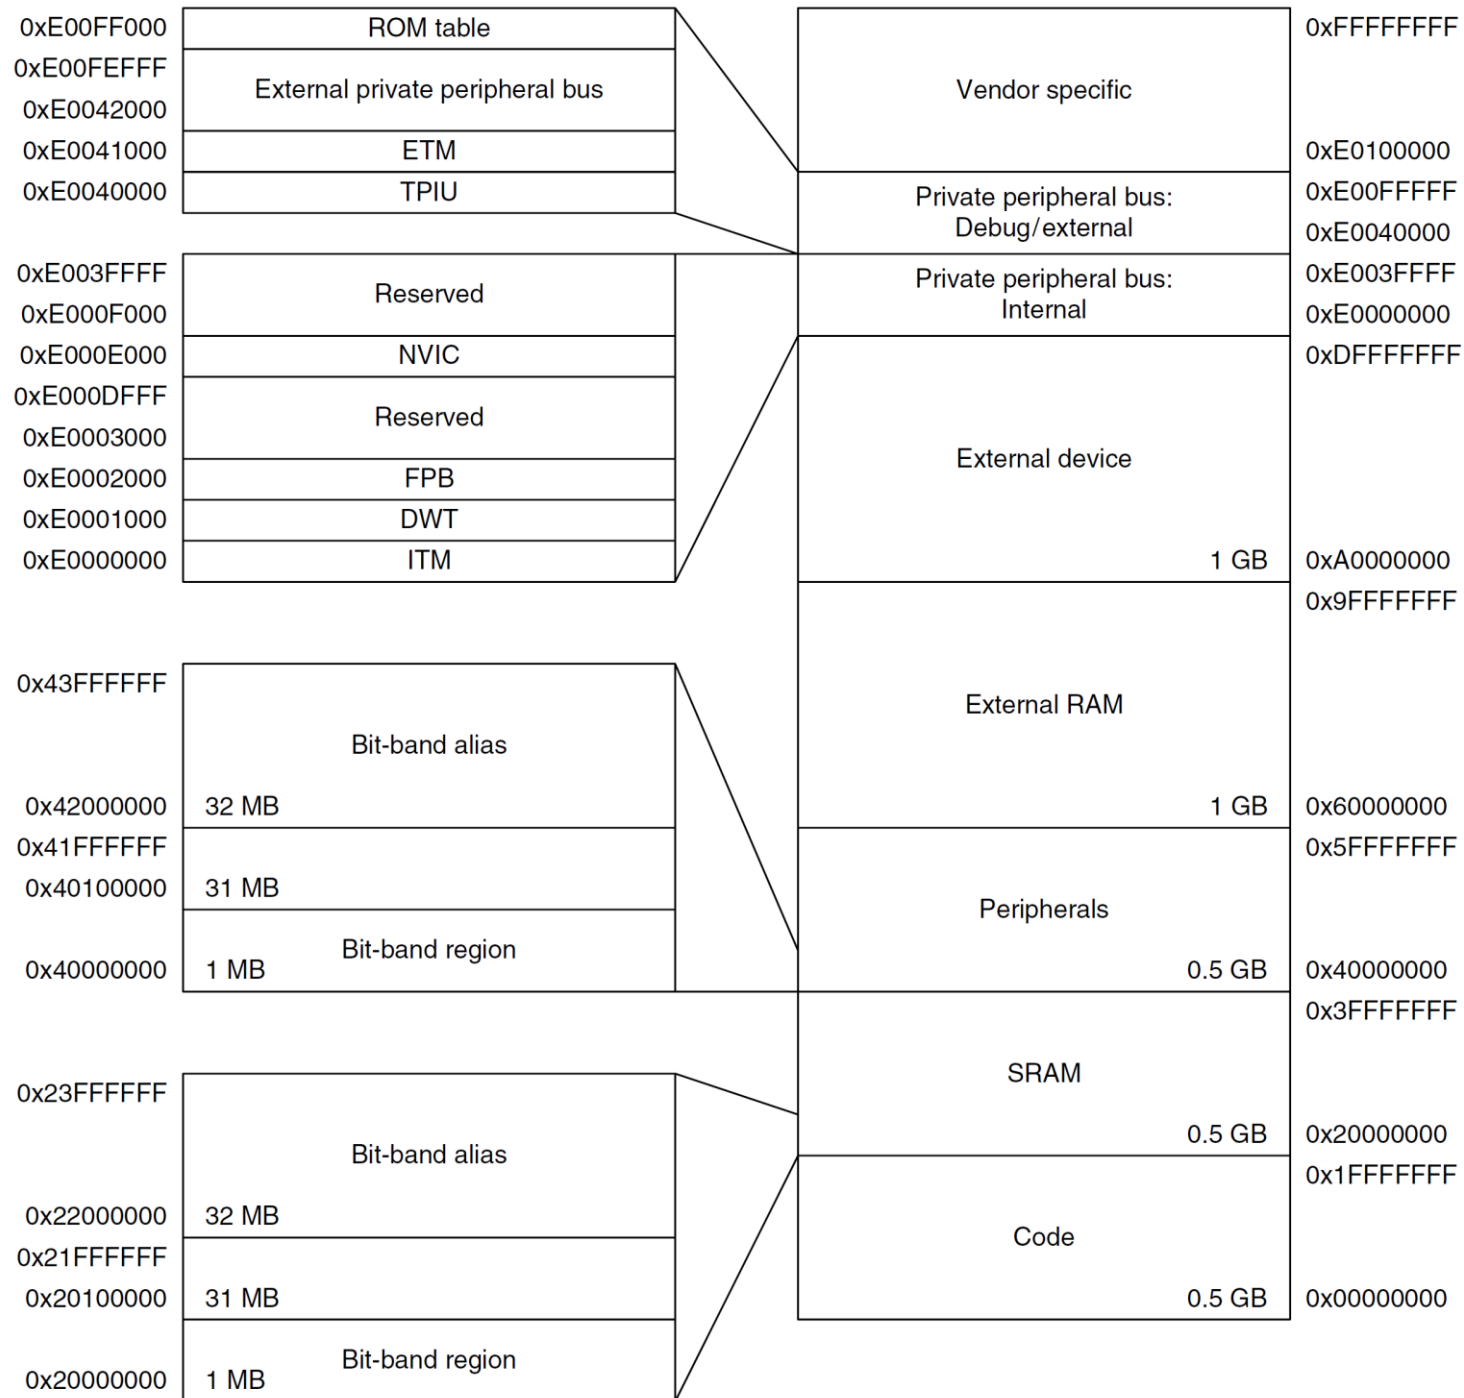 0xE00FF000
ROM table
0xE00FEFFF
External private peripheral bus
0xE0042000
0xE0041000
ETM
0xE0040000
TPIU
0xE003FFFF
Reserved
0xE000F000
0xE000E000
NVIC
0xE000DFFF
Reserved
0xE0003000
0xE0002000
FPB
0xE0001000
DWT
0xE0000000
ITM
0x43FFFFFF
Bit-band alias
0x42000000
32 MB
0x41FFFFFF
0x40100000
31 MB
Bit-band region
0x40000000
1 MB
0x23FFFFFF
Bit-band alias
0x22000000
32 MB
0x21FFFFFF
0x20100000
31 MB
Bit-band region
0x20000000
1 MB
0xFFFFFFFF
Vendor specific
0xE0100000
Private peripheral bus:
Debug/external
0xE00FFFFF
0xE0040000
Private peripheral bus:
Internal
0xE003FFFF
0xE0000000
0xDFFFFFFF
External device
1 GB
0xA0000000
0x9FFFFFFF
External RAM
1 GB
0x60000000
0x5FFFFFFF
Peripherals
0.5 GB
0x40000000
0x3FFFFFFF
SRAM
0.5 GB
0x20000000
0x1FFFFFFF
Code
0.5 GB
0x00000000